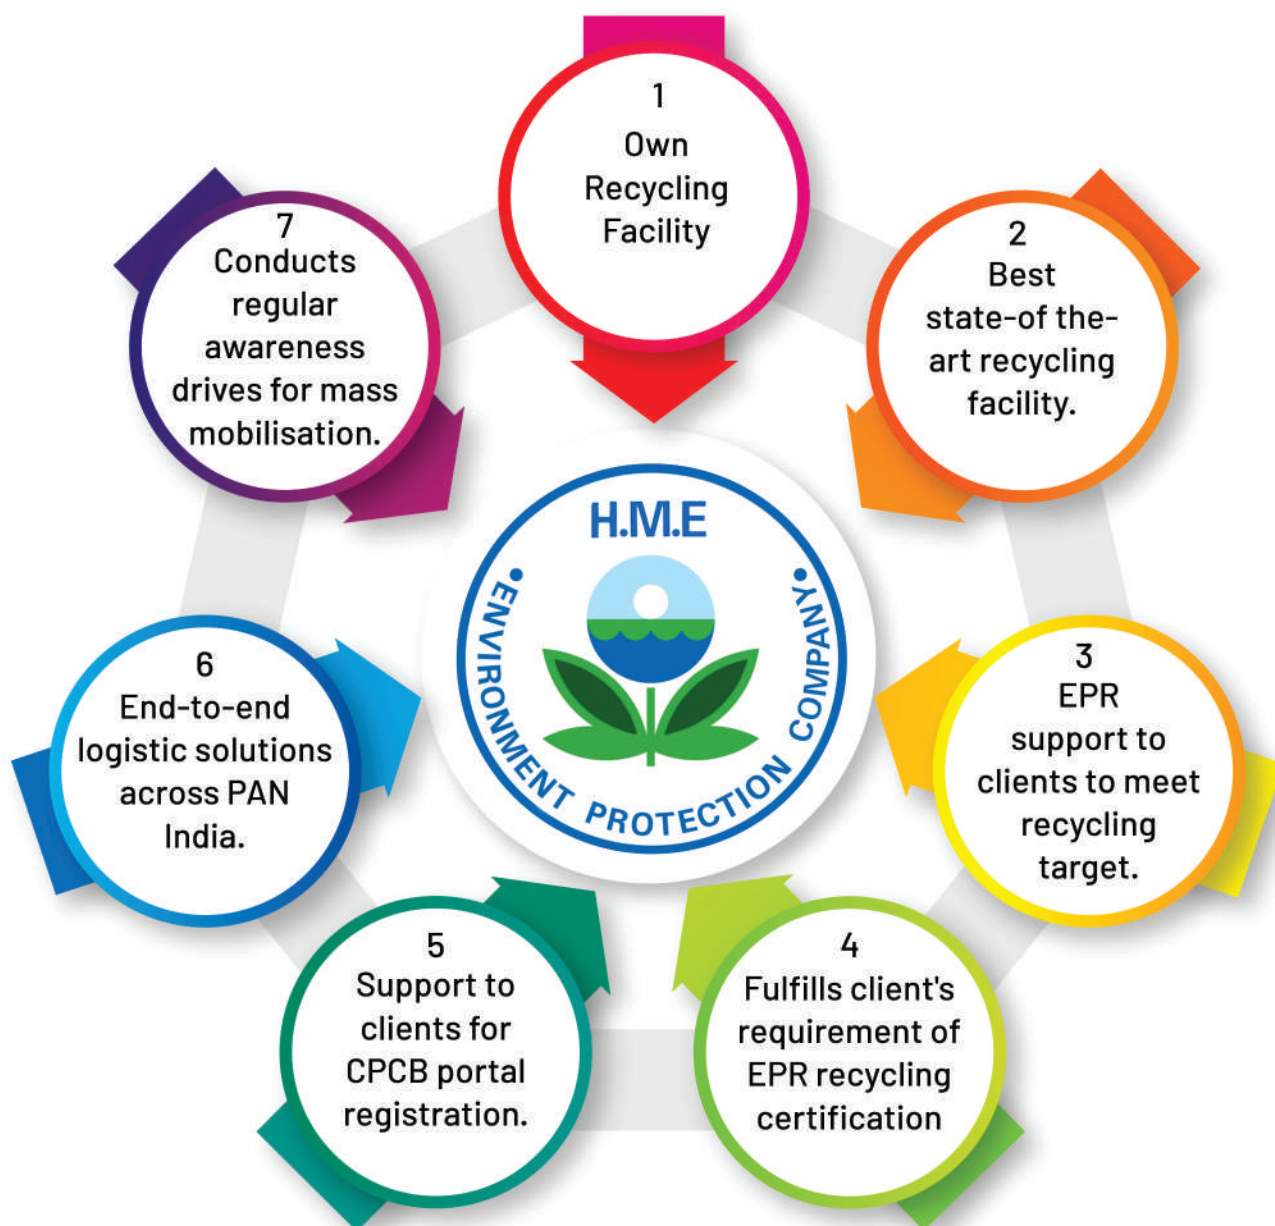 1
Own
Recycling
Facility
2
Best
state-of the-
art recycling
facility.
3
EPR
support to
clients to meet
recycling
target.
4
Fulfills client's
requirement of
EPR recycling
certification
5
Support to
clients for
CPCB portal
registration.
6
End-to-end
logistic solutions
across PAN
India.
7
Conducts
regular
awareness
drives for mass
mobilisation.
H.M.E
• ENVIRONMENT PROTECTION COMPANY •